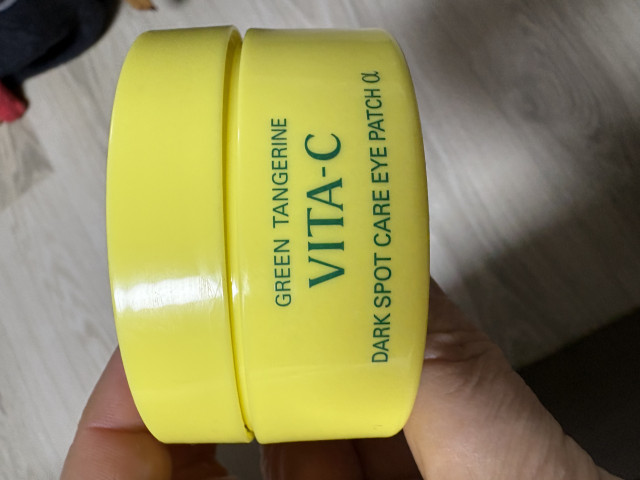 GREEN TANGERINE
VITA-C
DARK SPOT CARE EYE PATCH α